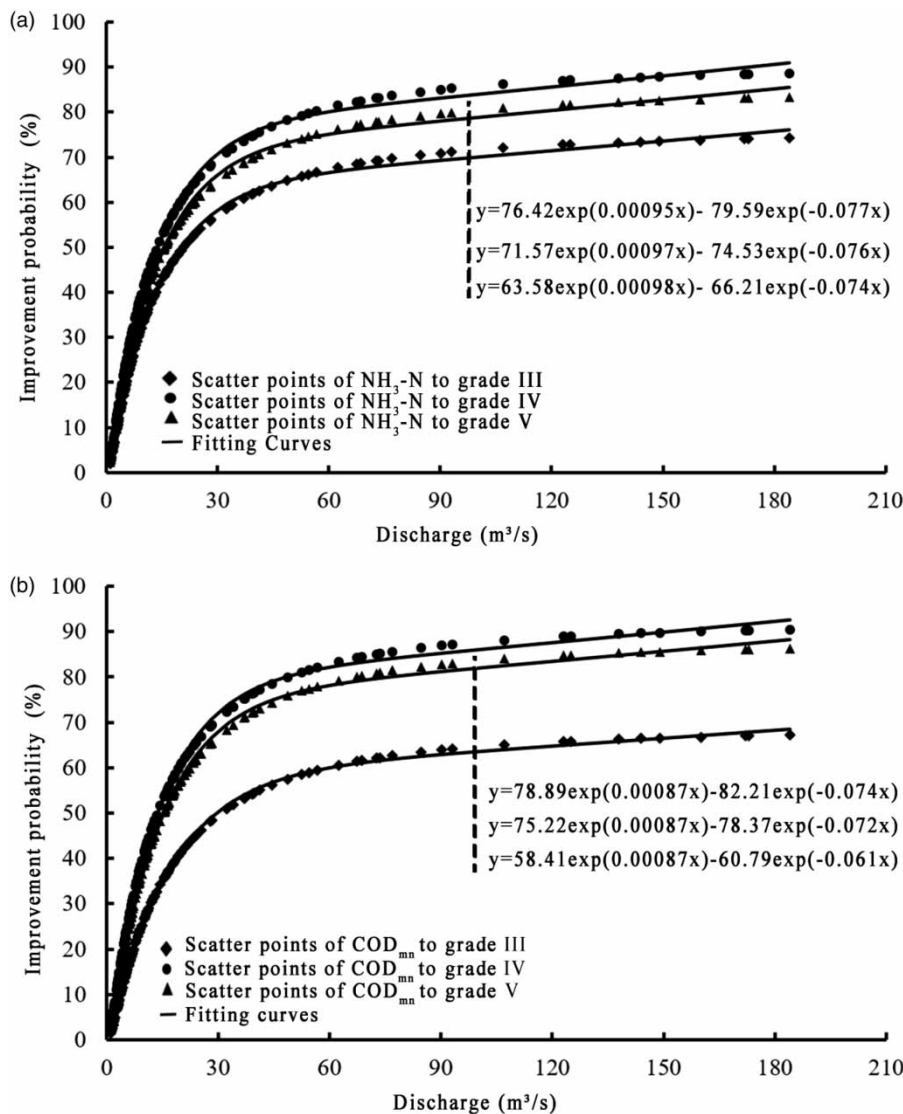 (a)
100
90
80
70
60
50
40
30
20
10
0
Improvement probability (%)
y=76.42exp(0.00095x)- 79.59exp(-0.077x)
y=71.57exp(0.00097x)- 74.53exp(-0.076x)
y=63.58exp(0.00098x)- 66.21exp(-0.074x)
Scatter points of NH₃-N to grade III
Scatter points of NH₃-N to grade IV
Scatter points of NH₃-N to grade V
Fitting Curves
0 30 60 90 120 150 180 210
Discharge (m³/s)
(b)
100
90
80
70
60
50
40
30
20
10
0
Improvement probability (%)
y=78.89exp(0.00087x)-82.21exp(-0.074x)
y=75.22exp(0.00087x)-78.37exp(-0.072x)
y=58.41exp(0.00087x)-60.79exp(-0.061x)
Scatter points of CODmn to grade III
Scatter points of CODmn to grade IV
Scatter points of CODmn to grade V
Fitting curves
0 30 60 90 120 150 180 210
Discharge (m³/s)